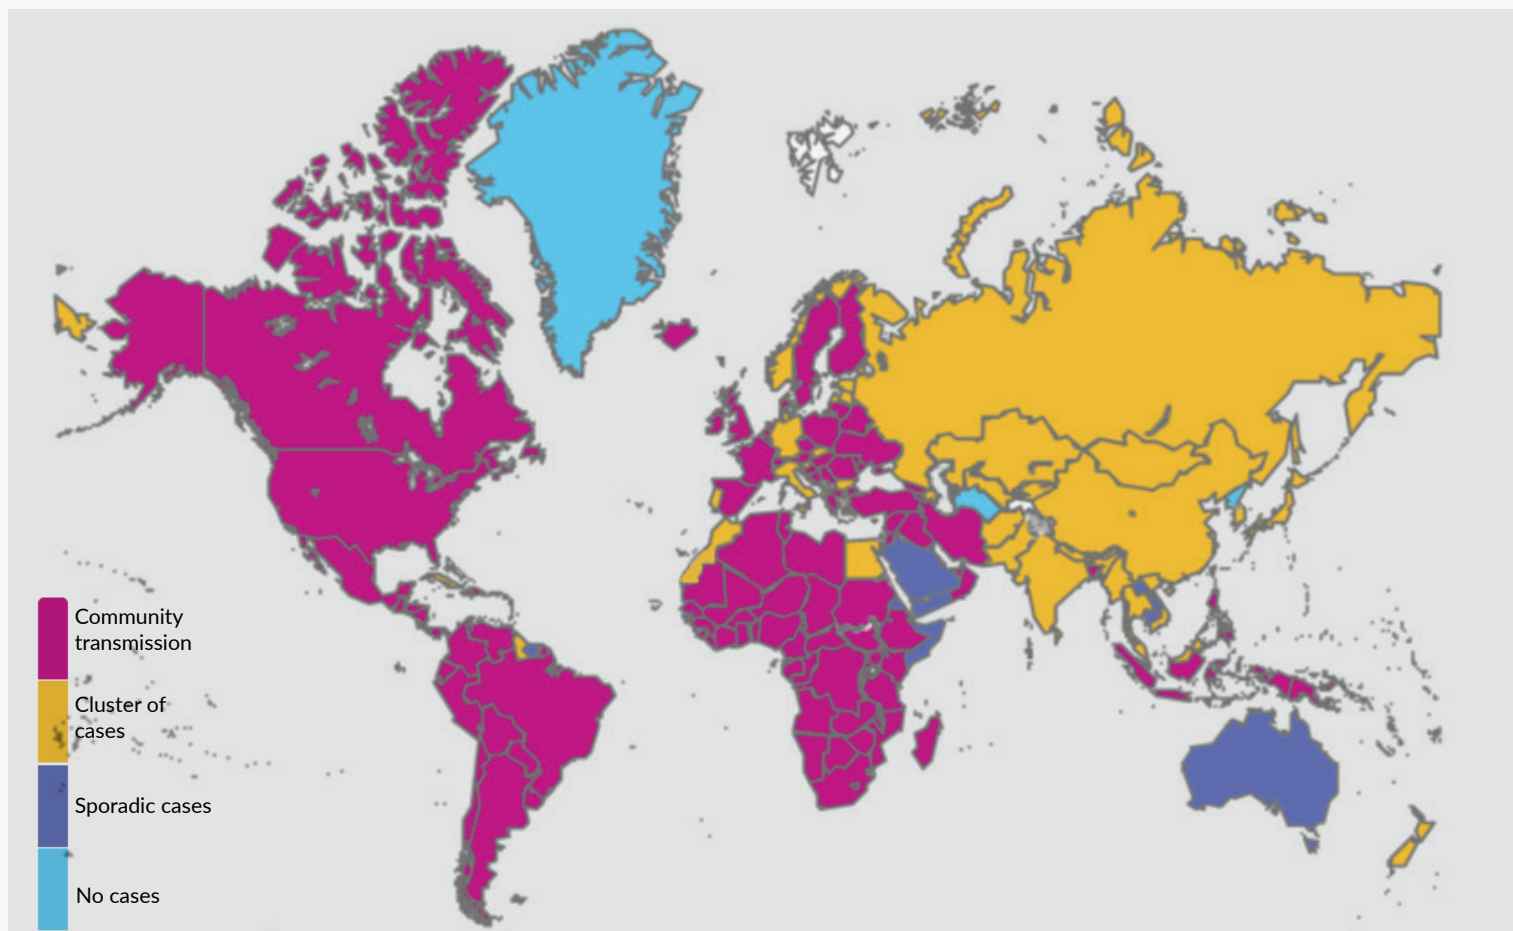 Community
transmission
Cluster of
cases
Sporadic cases
No cases